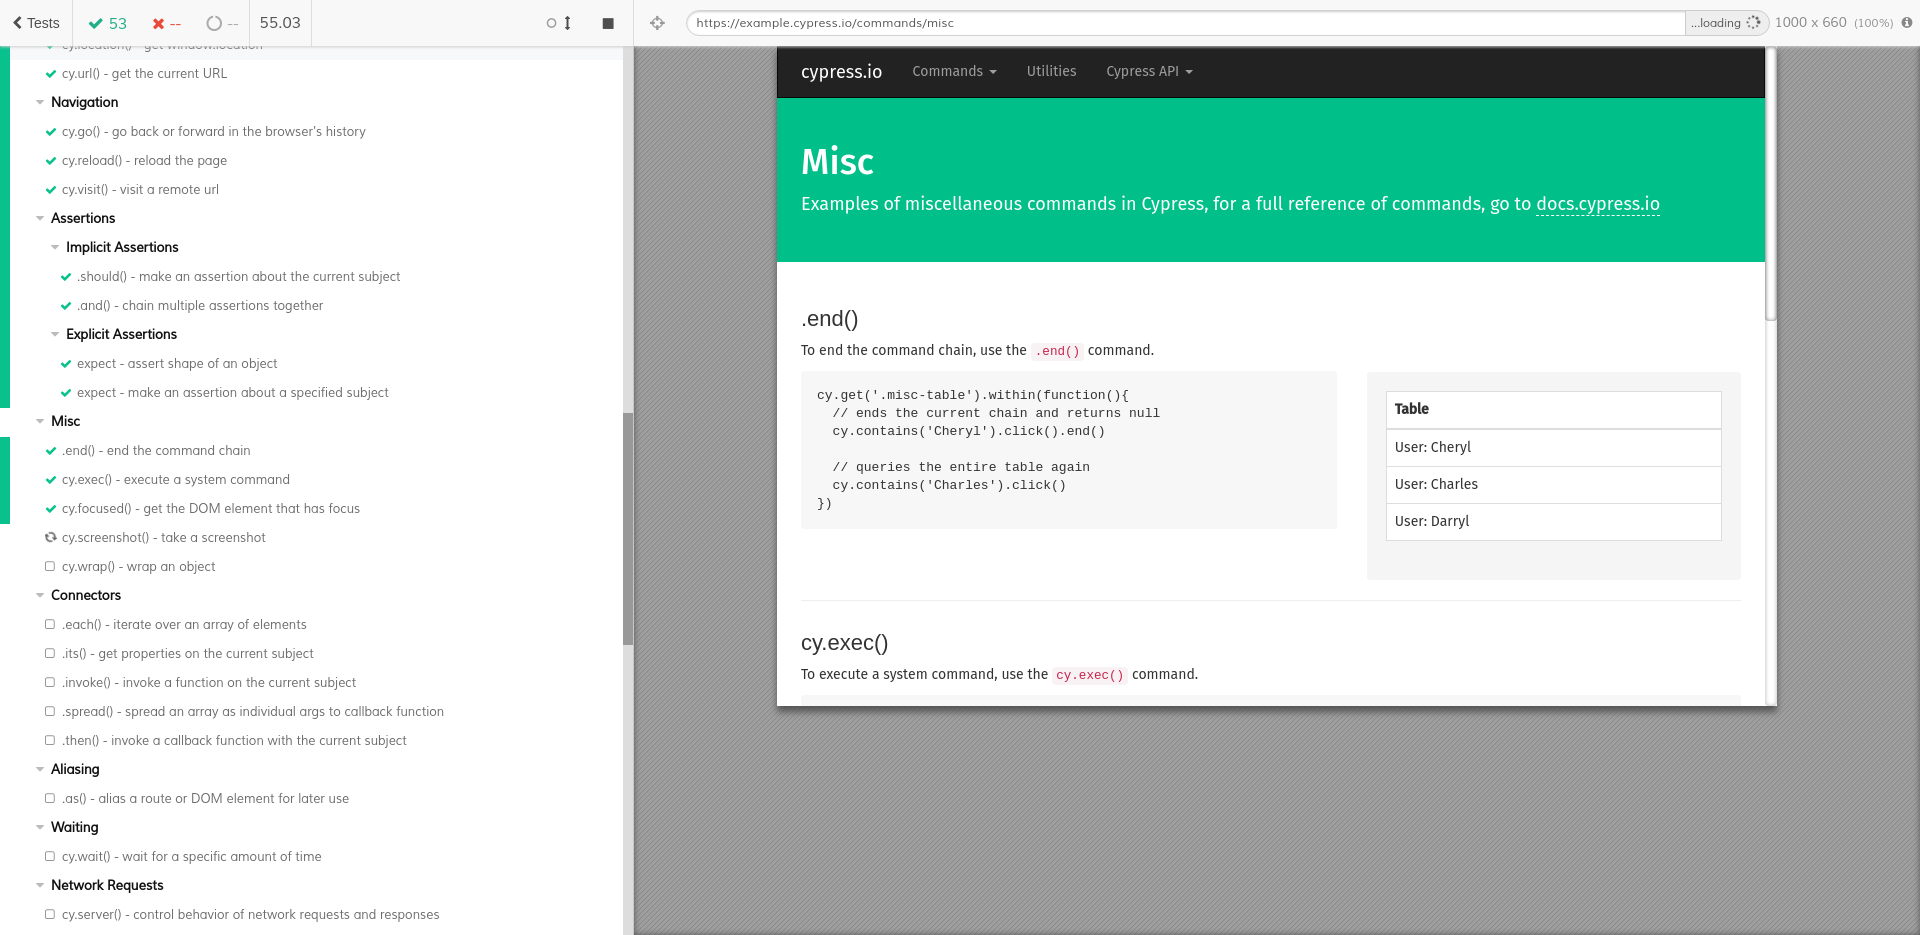 Tests
53
--
--
55.03
cy.location() - get window.location
cy.url() - get the current URL
Navigation
cy.go() - go back or forward in the browser's history
cy.reload() - reload the page
cy.visit() - visit a remote url
Assertions
Implicit Assertions
.should() - make an assertion about the current subject
.and() - chain multiple assertions together
Explicit Assertions
expect - assert shape of an object
expect - make an assertion about a specified subject
Misc
.end() - end the command chain
cy.exec() - execute a system command
cy.focused() - get the DOM element that has focus
cy.screenshot() - take a screenshot
cy.wrap() - wrap an object
Connectors
.each() - iterate over an array of elements
.its() - get properties on the current subject
.invoke() - invoke a function on the current subject
.spread() - spread an array as individual args to callback function
.then() - invoke a callback function with the current subject
Aliasing
.as() - alias a route or DOM element for later use
Waiting
cy.wait() - wait for a specific amount of time
Network Requests
cy.server() - control behavior of network requests and responses
https://example.cypress.io/commands/misc
...loading
1000 x 660 (100%)
cypress.io
Commands
Utilities
Cypress API
Misc
Examples of miscellaneous commands in Cypress, for a full reference of commands, go to docs.cypress.io
.end()
To end the command chain, use the .end() command.
cy.get('.misc-table').within(function(){
// ends the current chain and returns null
cy.contains('Cheryl').click().end()
// queries the entire table again
cy.contains('Charles').click()
})
Table
User: Cheryl
User: Charles
User: Darryl
cy.exec()
To execute a system command, use the cy.exec() command.